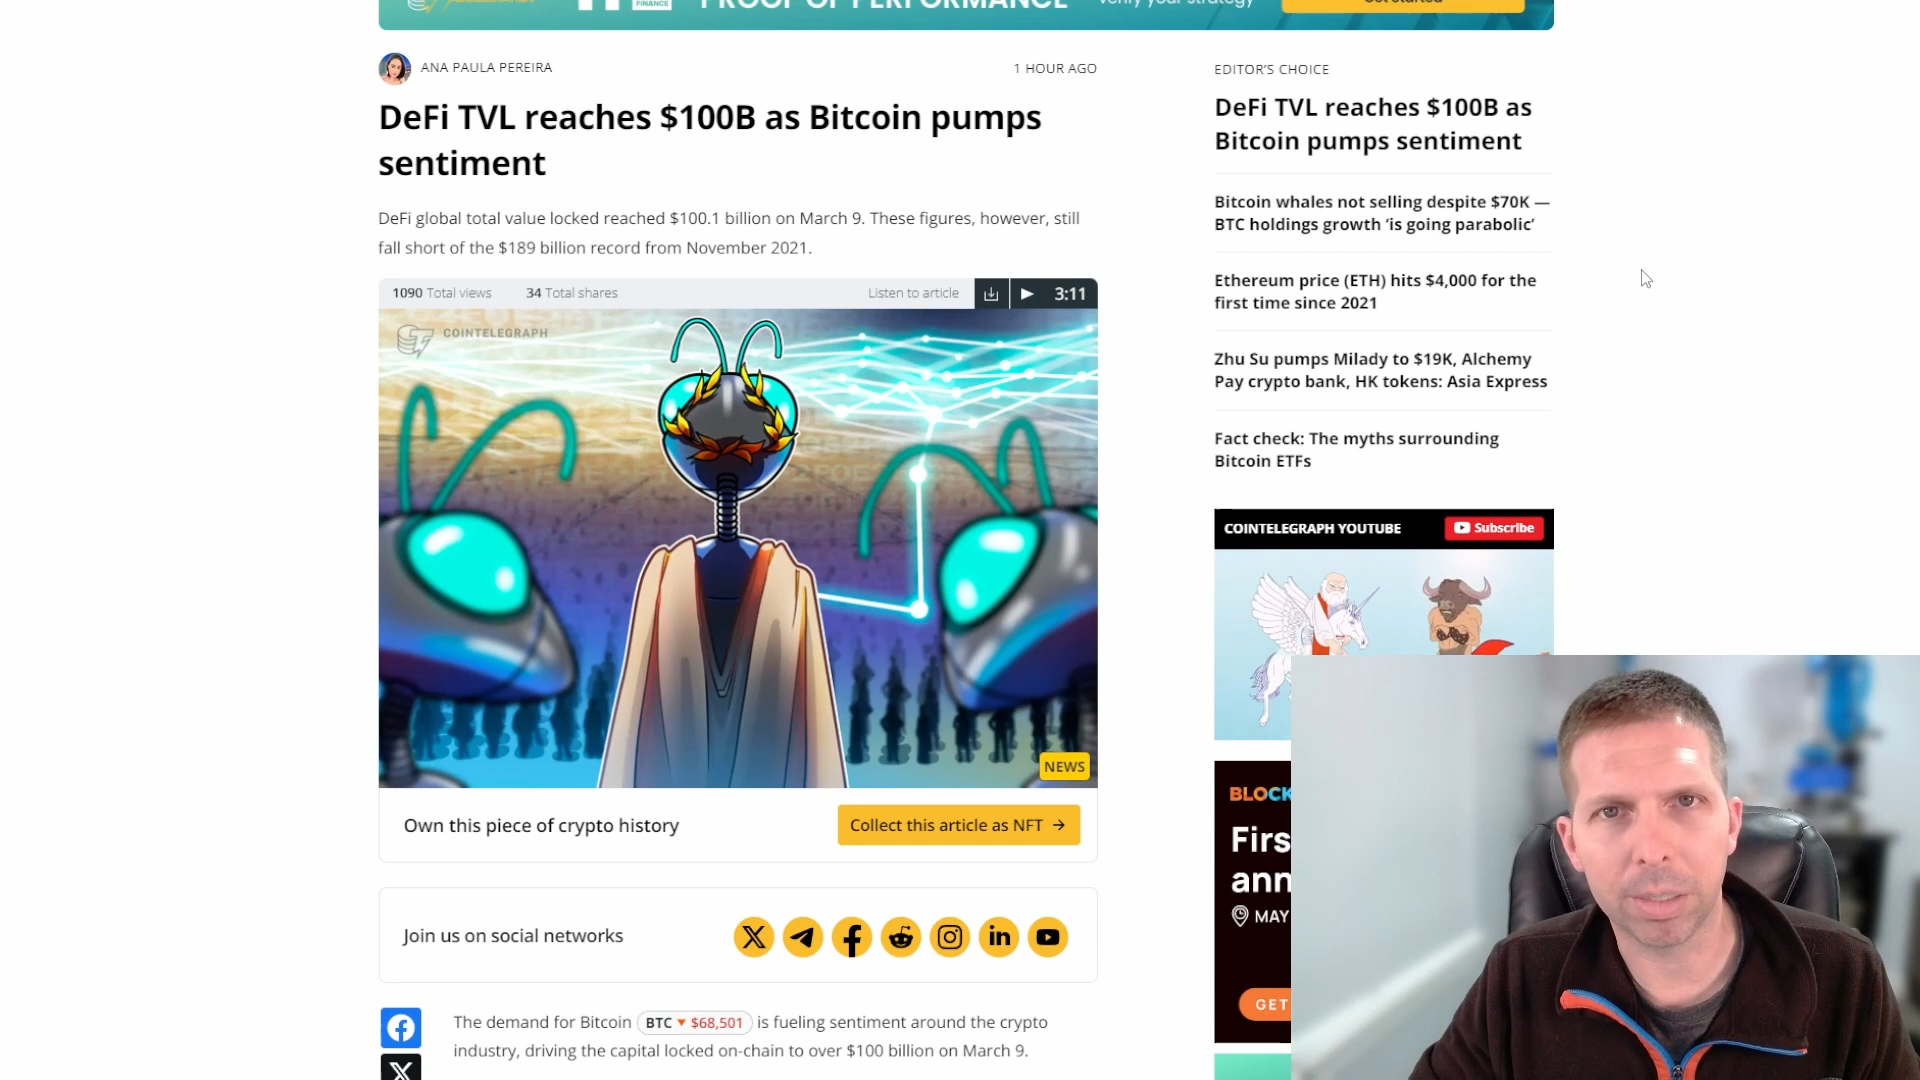 FINANCE
PROOF OF PERFORMANCE
Verify your strategy
Get started
ANA PAULA PEREIRA
1 HOUR AGO
DeFi TVL reaches $100B as Bitcoin pumps
sentiment
DeFi global total value locked reached $100.1 billion on March 9. These figures, however, still
fall short of the $189 billion record from November 2021.
1090 Total views
34 Total shares
Listen to article
3:11
COINTELEGRAPH
NEWS
Own this piece of crypto history
Collect this article as NFT →
Join us on social networks
The demand for Bitcoin BTC ▼ $68,501 is fueling sentiment around the crypto
industry, driving the capital locked on-chain to over $100 billion on March 9.
EDITOR'S CHOICE
DeFi TVL reaches $100B as
Bitcoin pumps sentiment
Bitcoin whales not selling despite $70K —
BTC holdings growth ‘is going parabolic’
Ethereum price (ETH) hits $4,000 for the
first time since 2021
Zhu Su pumps Milady to $19K, Alchemy
Pay crypto bank, HK tokens: Asia Express
Fact check: The myths surrounding
Bitcoin ETFs
COINTELEGRAPH YOUTUBE
Subscribe
BLOCK
Firs
ann
MAY
GET